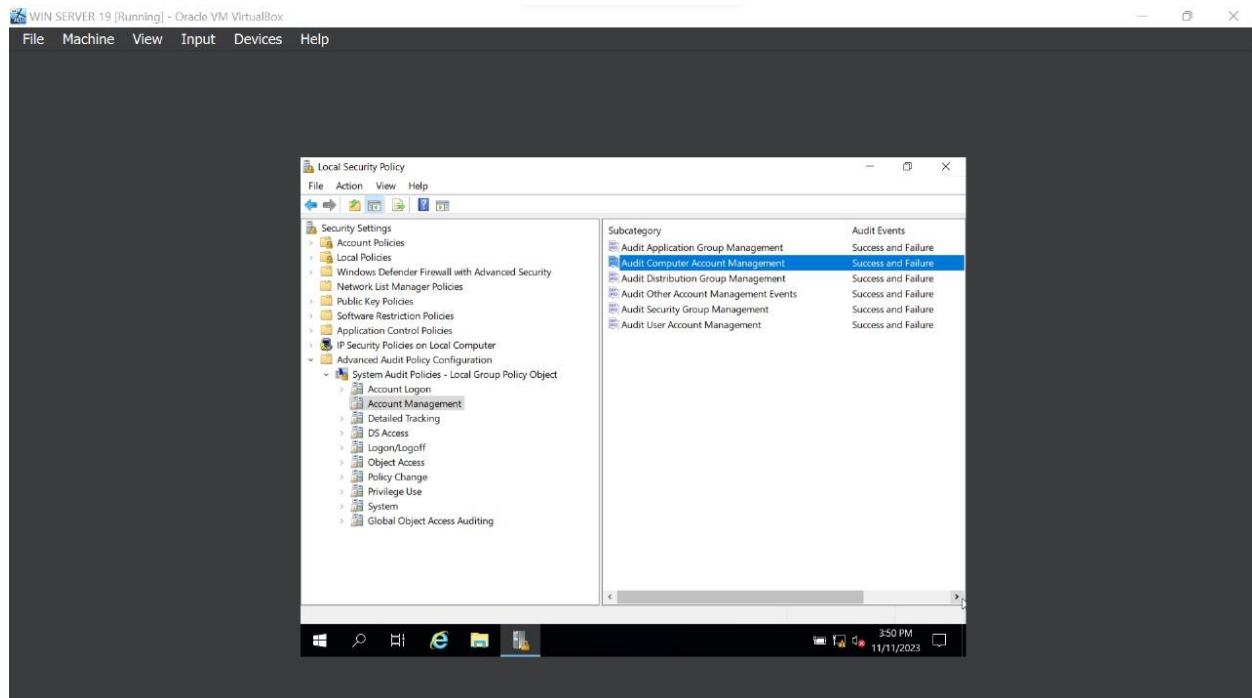 WIN SERVER 19 [Running] - Oracle VM VirtualBox
File Machine View Input Devices Help
Local Security Policy
File Action View Help
Security Settings
Account Policies
Local Policies
Windows Defender Firewall with Advanced Security
Network List Manager Policies
Public Key Policies
Software Restriction Policies
Application Control Policies
IP Security Policies on Local Computer
Advanced Audit Policy Configuration
System Audit Policies - Local Group Policy Object
Account Logon
Account Management
Detailed Tracking
DS Access
Logon/Logoff
Object Access
Policy Change
Privilege Use
System
Global Object Access Auditing
Subcategory Audit Events
Audit Application Group Management Success and Failure
Audit Computer Account Management Success and Failure
Audit Distribution Group Management Success and Failure
Audit Other Account Management Events Success and Failure
Audit Security Group Management Success and Failure
Audit User Account Management Success and Failure
3:50 PM
11/11/2023